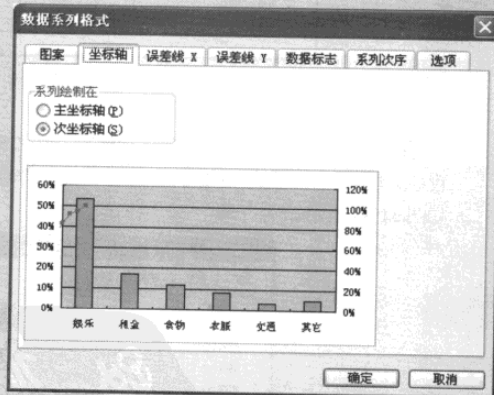 数据系列格式
图案 坐标轴 误差线 X 误差线 Y 数据标志 系列次序 选项
系列绘制在
主坐标轴(P)
次坐标轴(S)
60%
50%
40%
30%
20%
10%
0%
120%
100%
80%
60%
40%
20%
0%
娱乐 租金 食物 衣服 交通 其它
确定 取消